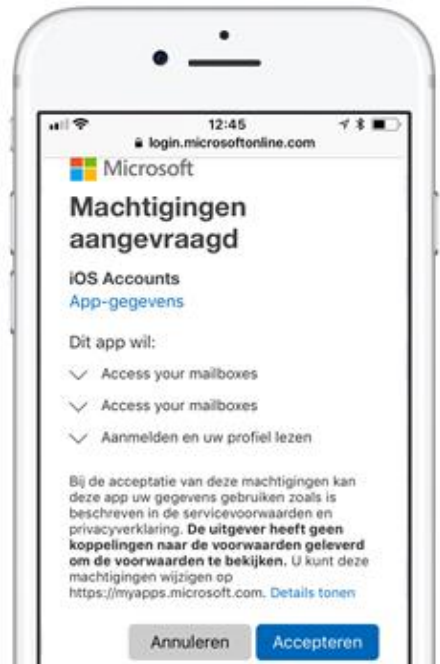 12:45
login.microsoftonline.com
Microsoft
Machtigingen
aangevraagd
iOS Accounts
App-gegevens
Dit app wil:
Access your mailboxes
Access your mailboxes
Aanmelden en uw profiel lezen
Bij de acceptatie van deze machtigingen kan
deze app uw gegevens gebruiken zoals is
beschreven in de servicevoorwaarden en
privacyverklaring. De uitgever heeft geen
koppelingen naar de voorwaarden geleverd
om de voorwaarden te bekijken. U kunt deze
machtigingen wijzigen op
https://myapps.microsoft.com. Details tonen
Annuleren Accepteren